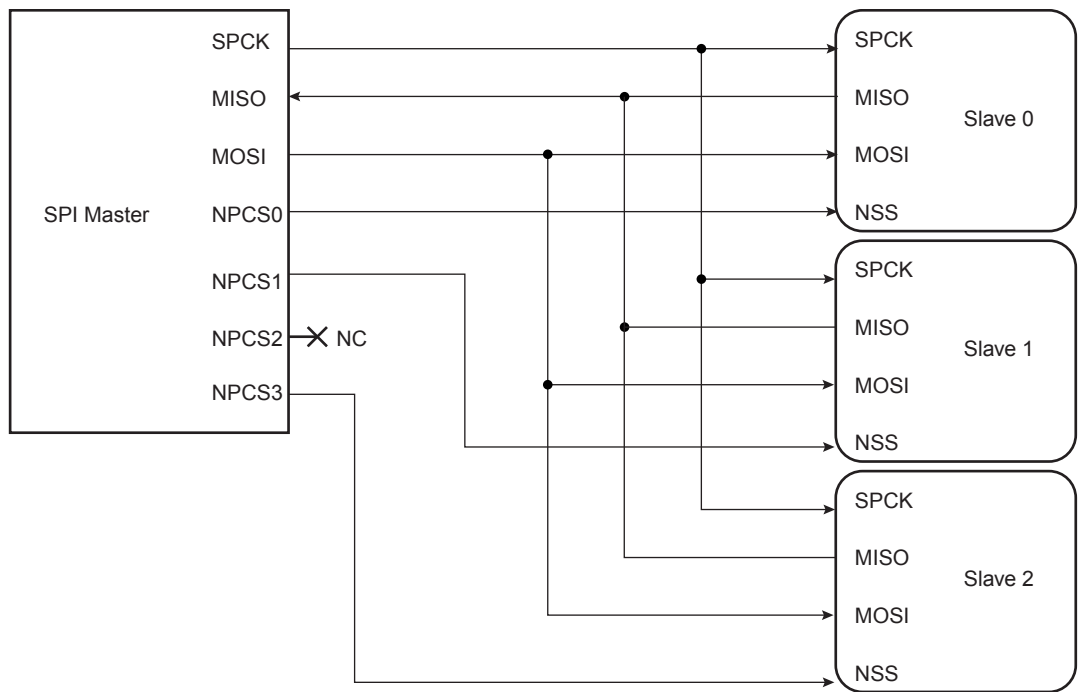 SPI Master
SPCK
MISO
MOSI
NPCS0
NPCS1
NPCS2
NC
NPCS3
SPCK
MISO
Slave 0
MOSI
NSS
SPCK
MISO
Slave 1
MOSI
NSS
SPCK
MISO
Slave 2
MOSI
NSS